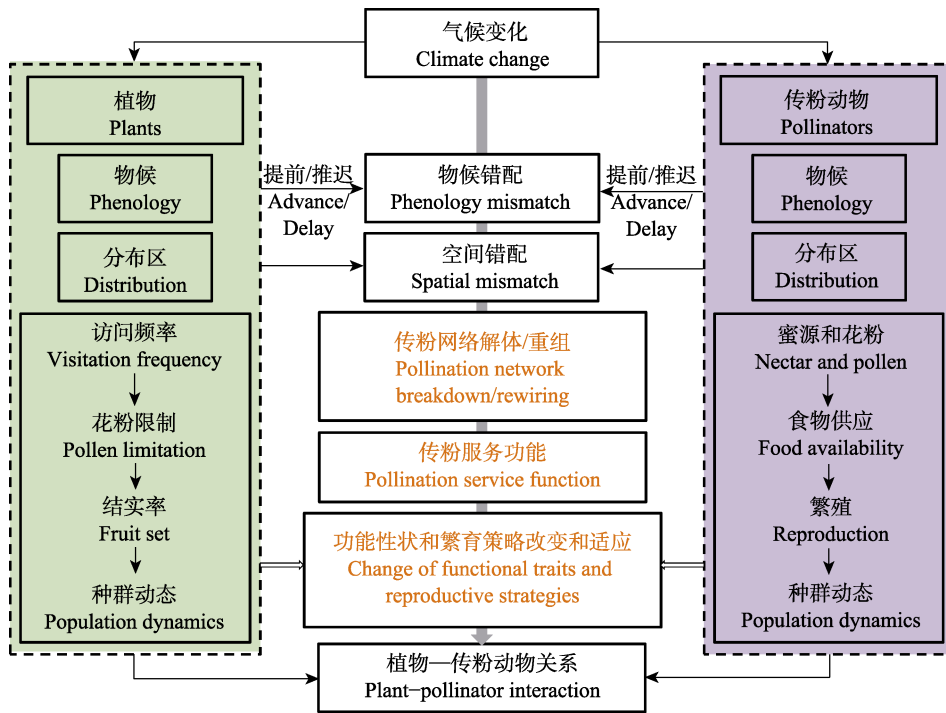 气候变化
Climate change
植物
Plants
物候
Phenology
分布区
Distribution
访问频率
Visitation frequency
花粉限制
Pollen limitation
结实率
Fruit set
种群动态
Population dynamics
提前/推迟
Advance/
Delay
物候错配
Phenology mismatch
空间错配
Spatial mismatch
传粉网络解体/重组
Pollination network
breakdown/rewiring
传粉服务功能
Pollination service function
功能性状和繁育策略改变和适应
Change of functional traits and
reproductive strategies
植物—传粉动物关系
Plant–pollinator interaction
提前/推迟
Advance/
Delay
传粉动物
Pollinators
物候
Phenology
分布区
Distribution
蜜源和花粉
Nectar and pollen
食物供应
Food availability
繁殖
Reproduction
种群动态
Population dynamics